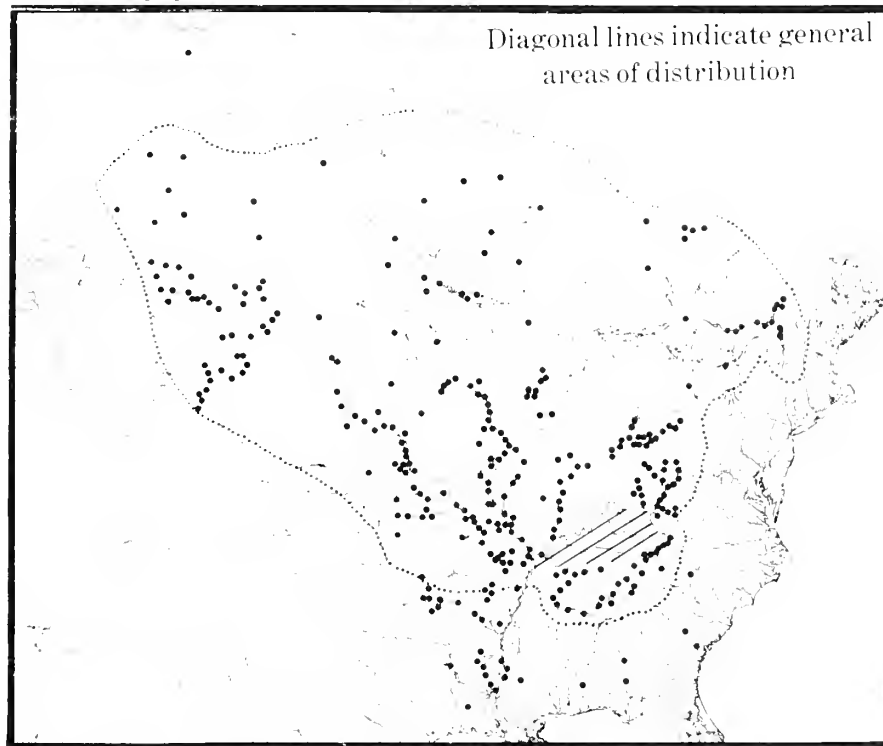 Diagonal lines indicate general
areas of distribution